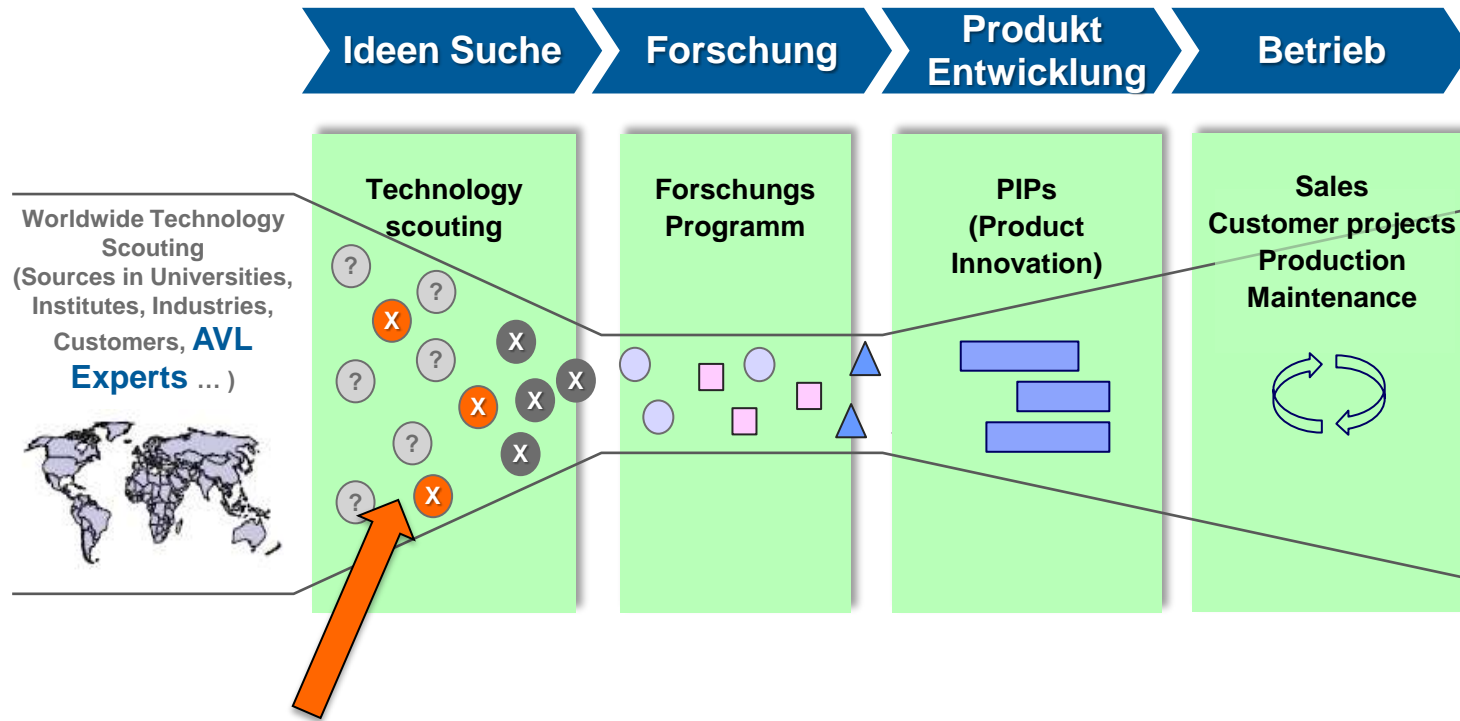 Ideen Suche
Forschung
Produkt
Entwicklung
Betrieb
Worldwide Technology
Scouting
(Sources in Universities,
Institutes, Industries,
Customers, AVL
Experts ... )
Technology
scouting
?
?
X
?
?
X
?
?
X
X
X
X
X
Forschungs
Programm
PIPs
(Product
Innovation)
Sales
Customer projects
Production
Maintenance